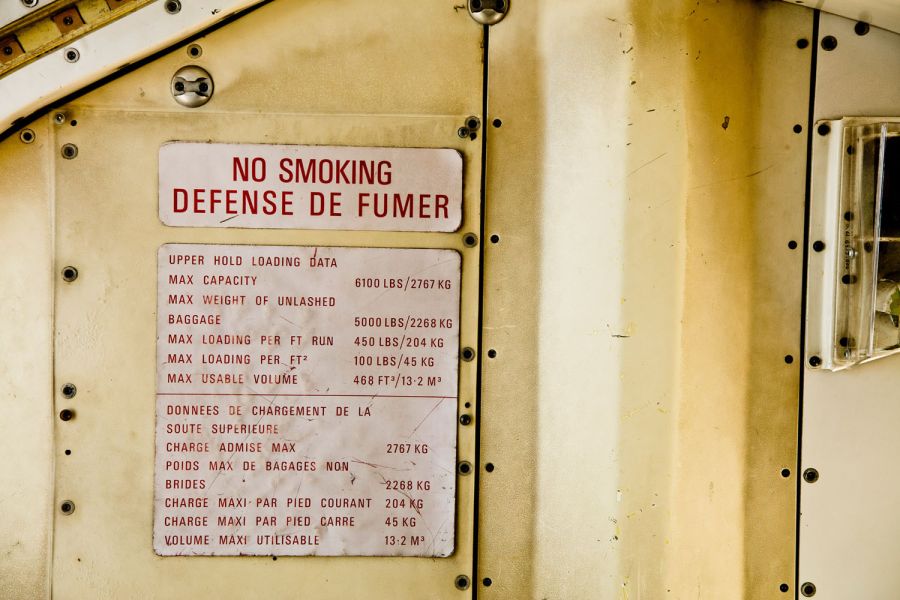 NO SMOKING
DEFENSE DE FUMER
UPPER HOLD LOADING DATA
MAX CAPACITY 6100 LBS/2767 KG
MAX WEIGHT OF UNLASHED
BAGGAGE 5000 LBS/2268 KG
MAX LOADING PER FT RUN 450 LBS/204 KG
MAX LOADING PER FT² 100 LBS/45 KG
MAX USABLE VOLUME 468 FT³/13·2 M³
DONNEES DE CHARGEMENT DE LA
SOUTE SUPERIEURE
CHARGE ADMISE MAX 2767 KG
POIDS MAX DE BAGAGES NON
BRIDES 2268 KG
CHARGE MAXI PAR PIED COURANT 204 KG
CHARGE MAXI PAR PIED CARRE 45 KG
VOLUME MAXI UTILISABLE 13·2 M³